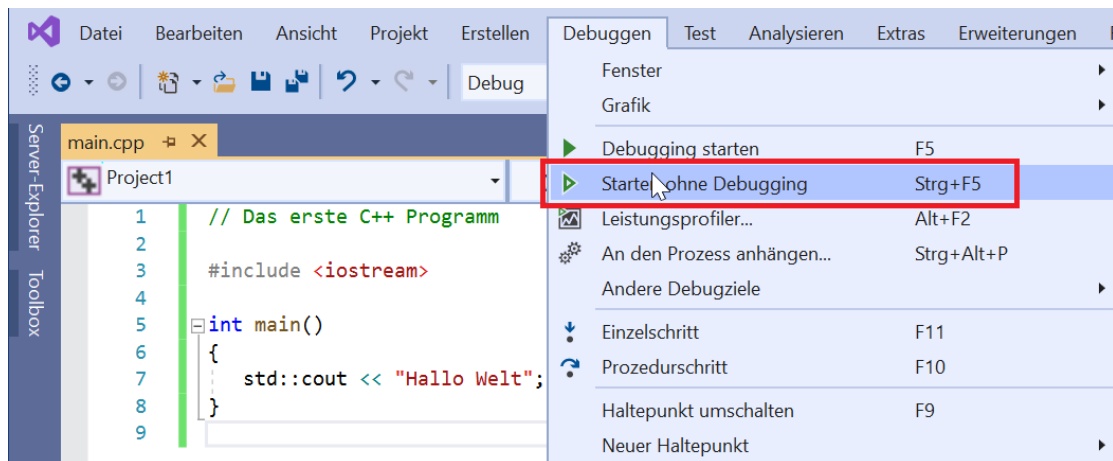 Datei Bearbeiten Ansicht Projekt Erstellen Debuggen Test Analysieren Extras Erweiterungen
Debug
Server-Explorer
Toolbox
main.cpp
Project1
1 // Das erste C++ Programm
2
3 #include <iostream>
4
5 int main()
6 {
7 std::cout << "Hallo Welt";
8 }
9
Fenster
Grafik
Debugging starten F5
Starten ohne Debugging Strg+F5
Leistungsprofiler... Alt+F2
An den Prozess anhängen... Strg+Alt+P
Andere Debugziele
Einzelschritt F11
Prozedurschritt F10
Haltepunkt umschalten F9
Neuer Haltepunkt